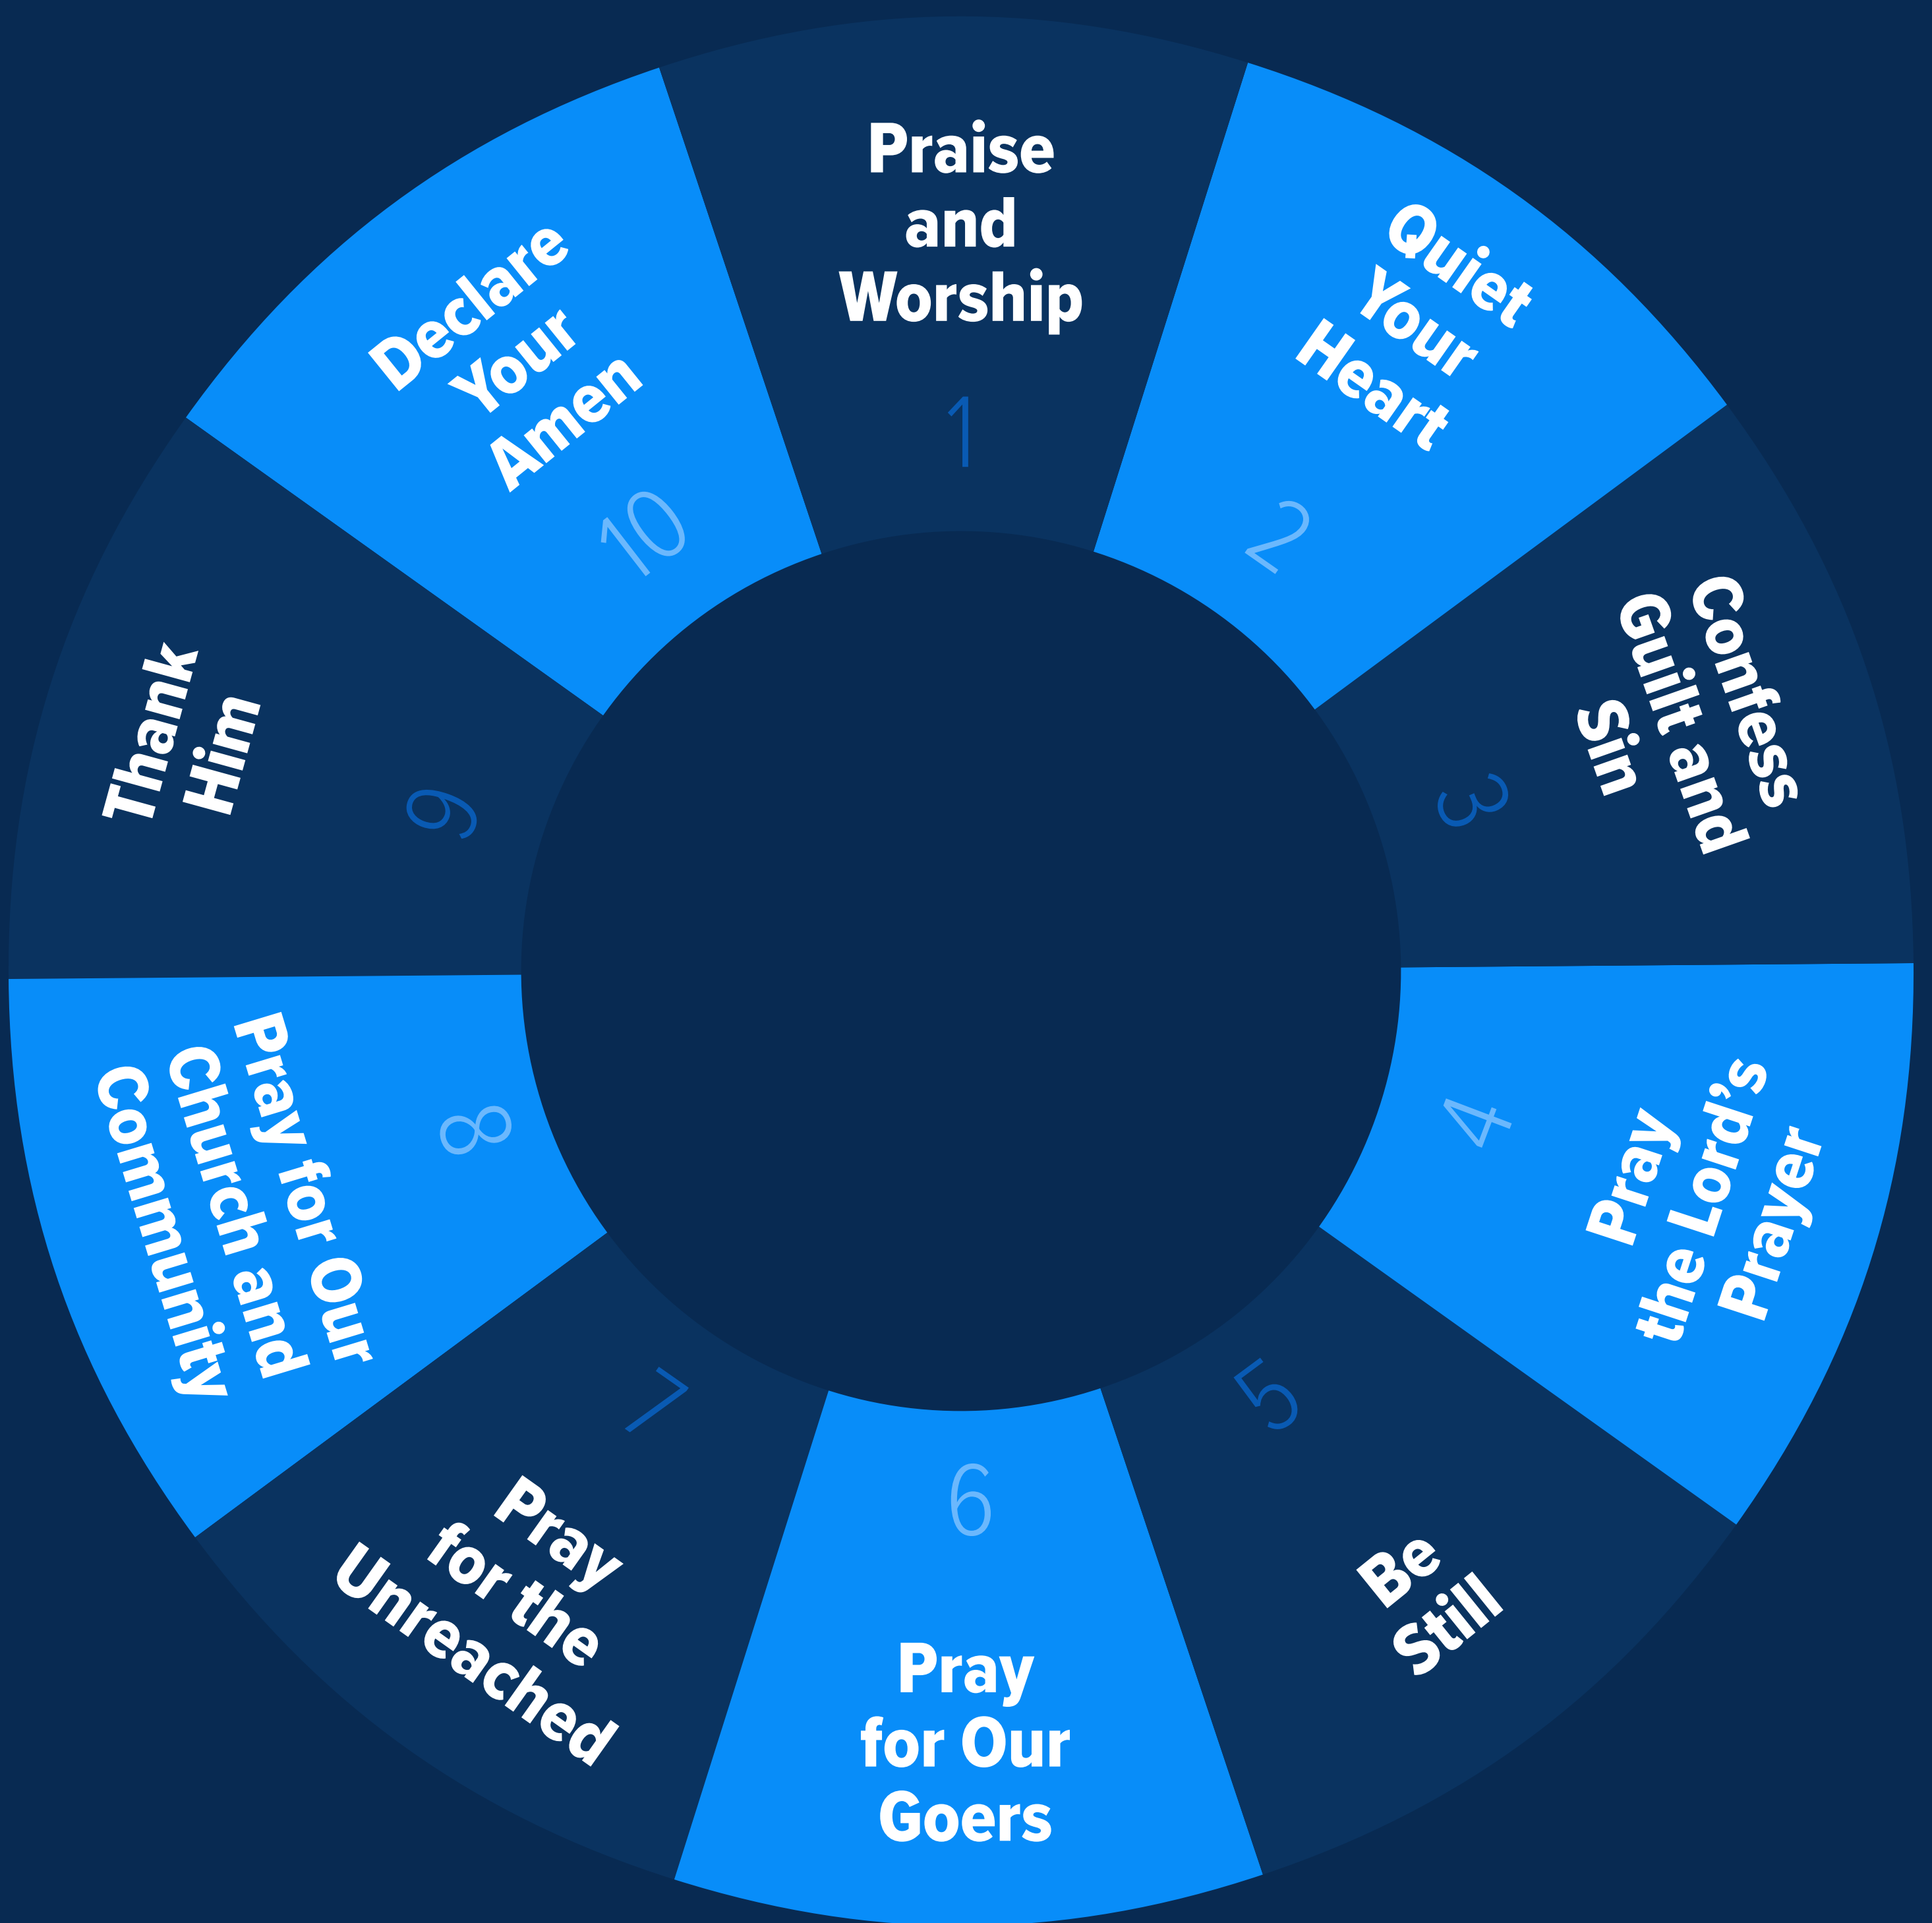 Praise
and
Worship
1
Quiet
Your
Heart
2
Confess
Guilt and
Sin
3
Pray
the Lord's
Prayer
4
Be
Still
5
Pray
for Our
Goers
6
Pray
for the
Unreached
7
Pray for Our
Church and
Community
8
Thank
Him
9
Declare
Your
Amen
10